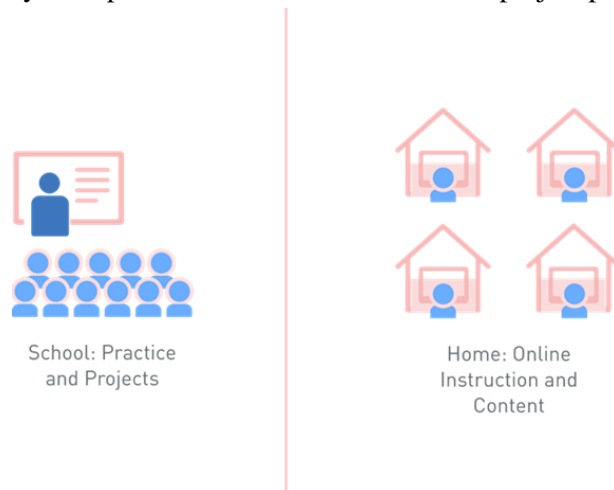 School: Practice
and Projects
Home: Online
Instruction and
Content